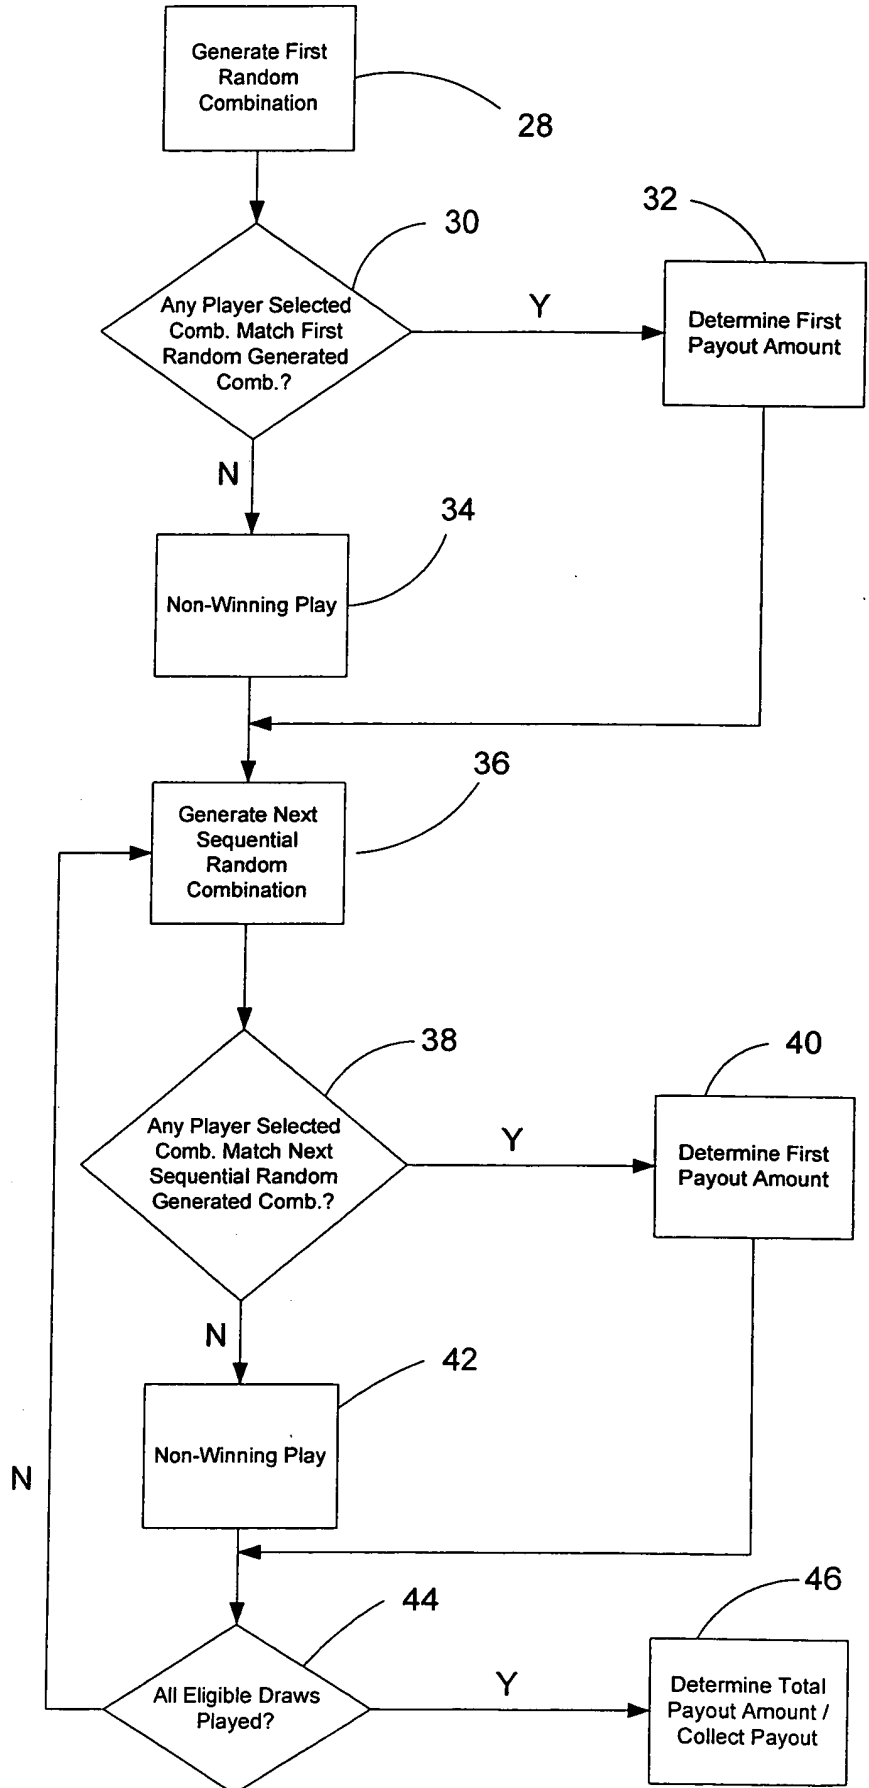 Generate First
Random
Combination
28
30
32
Any Player Selected
Comb. Match First
Random Generated
Comb.?
Y
Determine First
Payout Amount
N
34
Non-Winning Play
36
Generate Next
Sequential
Random
Combination
38
40
Any Player Selected
Comb. Match Next
Sequential Random
Generated Comb.?
Y
Determine First
Payout Amount
N
42
Non-Winning Play
N
44
46
All Eligible Draws
Played?
Y
Determine Total
Payout Amount /
Collect Payout